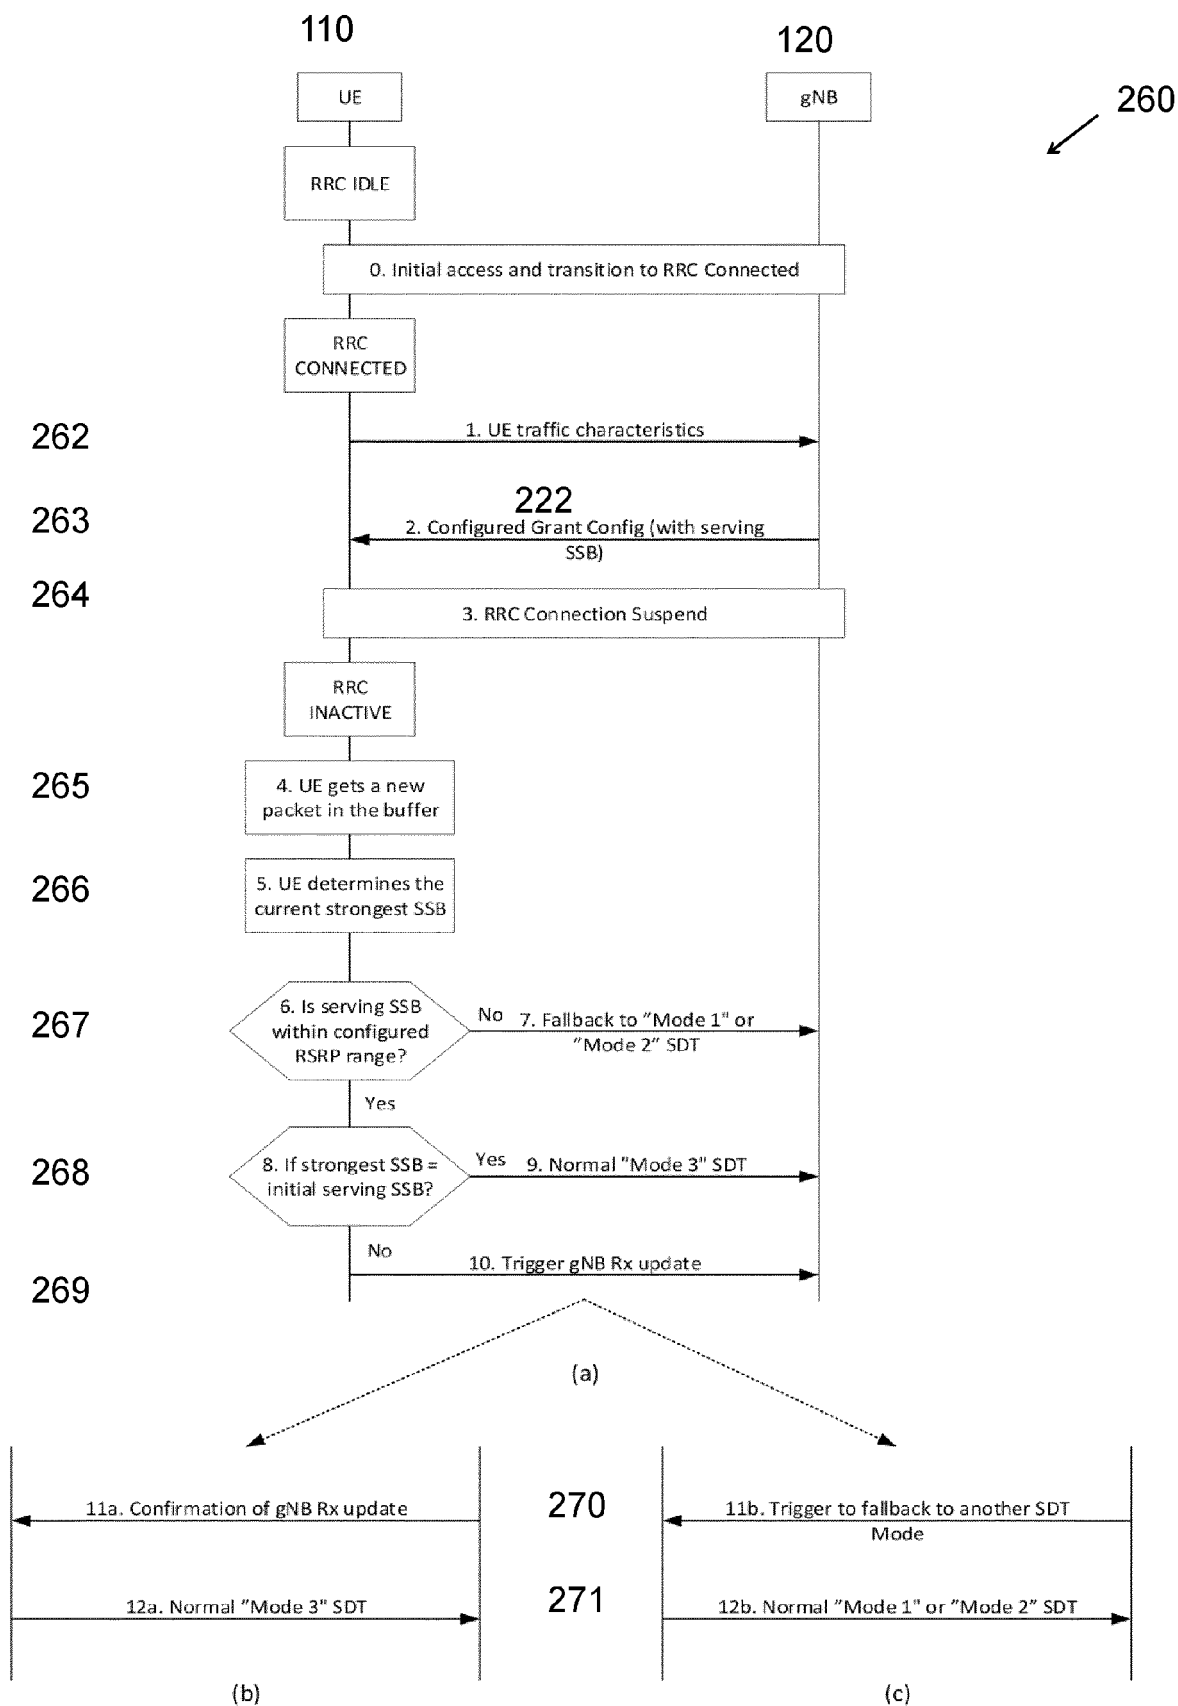 110
120
UE
gNB
260
RRC IDLE
0. Initial access and transition to RRC Connected
RRC
CONNECTED
262
1. UE traffic characteristics
222
263
2. Configured Grant Config (with serving
SSB)
264
3. RRC Connection Suspend
RRC
INACTIVE
265
4. UE gets a new
packet in the buffer
266
5. UE determines the
current strongest SSB
267
6. Is serving SSB
within configured
RSRP range?
No
7. Fallback to "Mode 1" or
"Mode 2" SDT
Yes
268
8. If strongest SSB =
initial serving SSB?
Yes
9. Normal "Mode 3" SDT
No
269
10. Trigger gNB Rx update
(a)
11a. Confirmation of gNB Rx update
270
11b. Trigger to fallback to another SDT
Mode
12a. Normal "Mode 3" SDT
271
12b. Normal "Mode 1" or "Mode 2" SDT
(b)
(c)